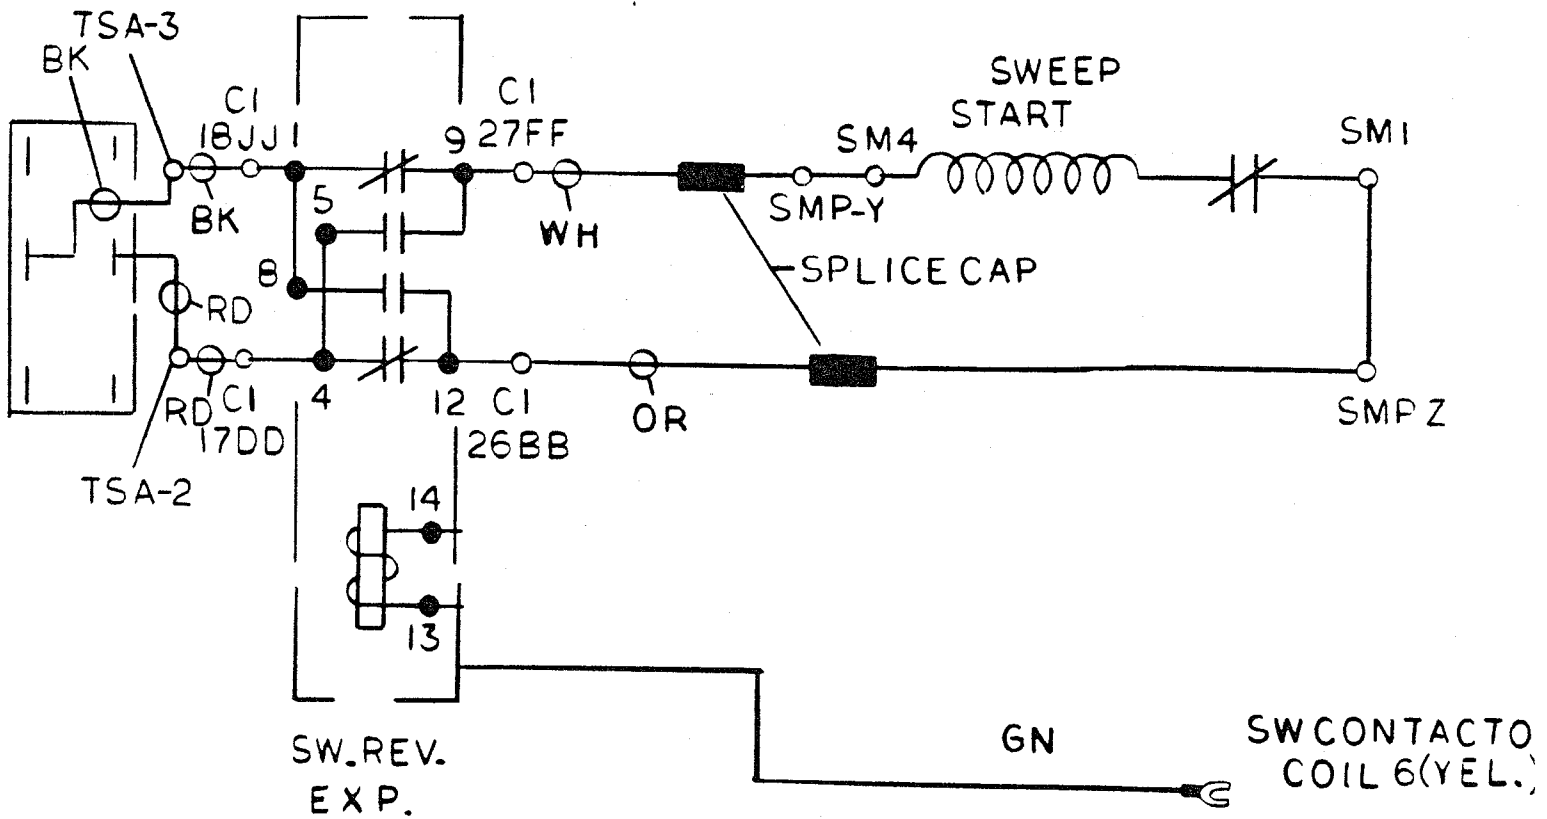 TSA-3
BK
C1
18JJ 1
BK
5
8
RD
RD C1
17DD
4
TSA-2
9
C1
27FF
WH
12 C1
26BB
OR
14
13
SW.REV.
EXP.
SPLICE CAP
SMP-Y
SM4
SWEEP
START
SM1
SMPZ
GN
SW CONTACTO
COIL 6(YEL.)